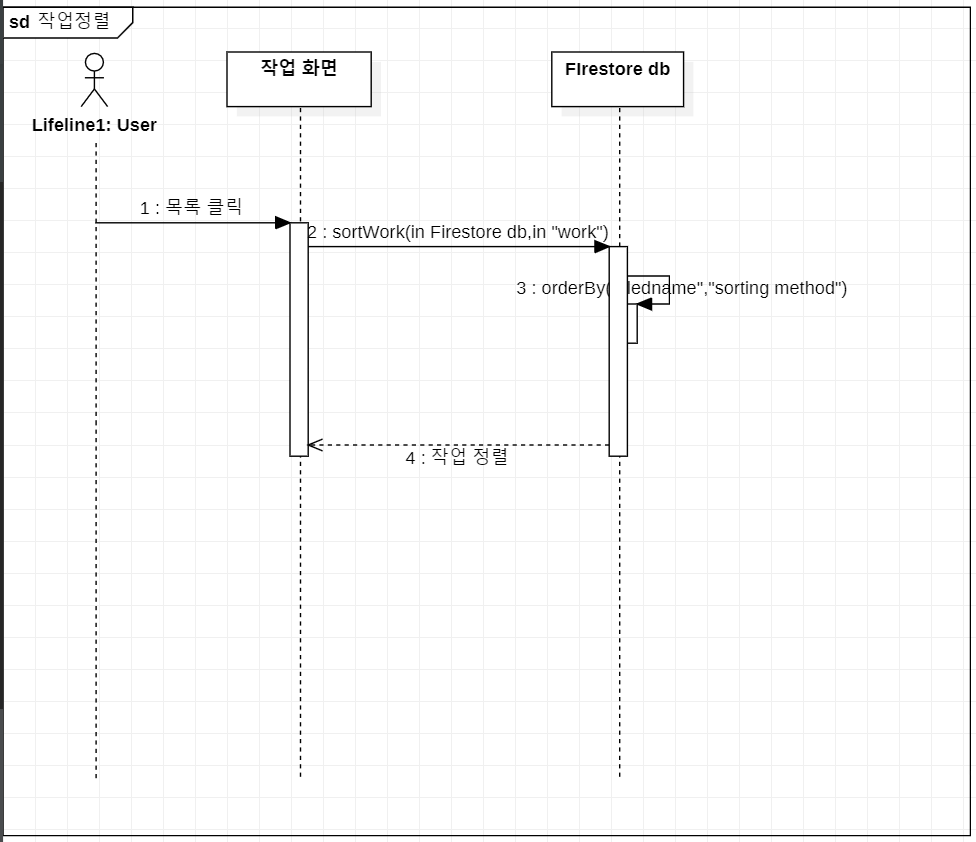 sd 작업정렬
작업 화면
FIrestore db
Lifeline1: User
1 : 목록 클릭
2 : sortWork(in Firestore db,in "work")
3 : orderBy( ledname","sorting method")
4 : 작업 정렬